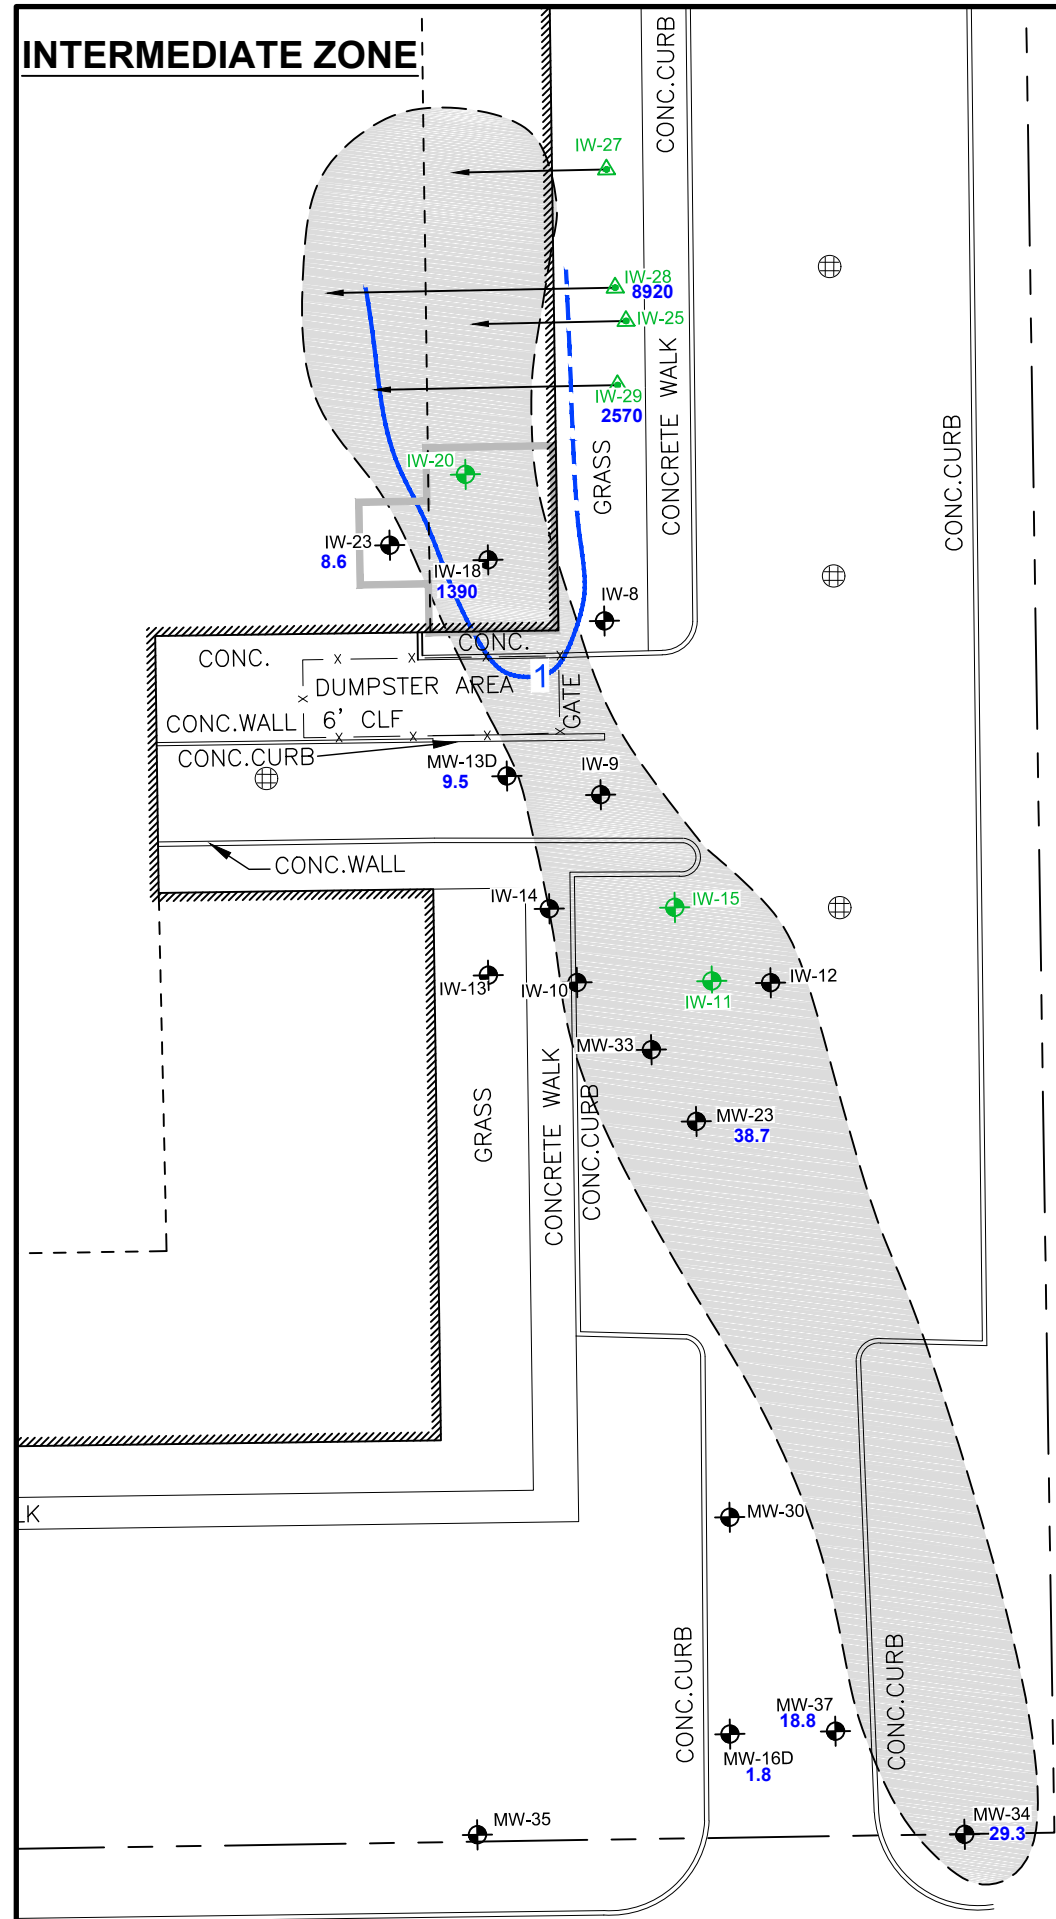 INTERMEDIATE ZONE
CONC.CURB
IW-27
IW-28
8920
IW-25
IW-29
2570
CONCRETE WALK
GRASS
CONC.CURB
IW-20
IW-23
8.6
IW-18
1390
IW-8
CONC.
CONC.
DUMPSTER AREA
1
GATE
CONC.WALL
6' CLF
CONC.CURB
MW-13D
9.5
IW-9
CONC.WALL
IW-14
IW-15
IW-13
IW-10
IW-11
IW-12
MW-33
MW-23
38.7
GRASS
CONCRETE WALK
CONC.CURB
LK
MW-30
CONC.CURB
CONC.CURB
MW-37
18.8
MW-16D
1.8
MW-35
MW-34
29.3
X X X X
X
X X X X